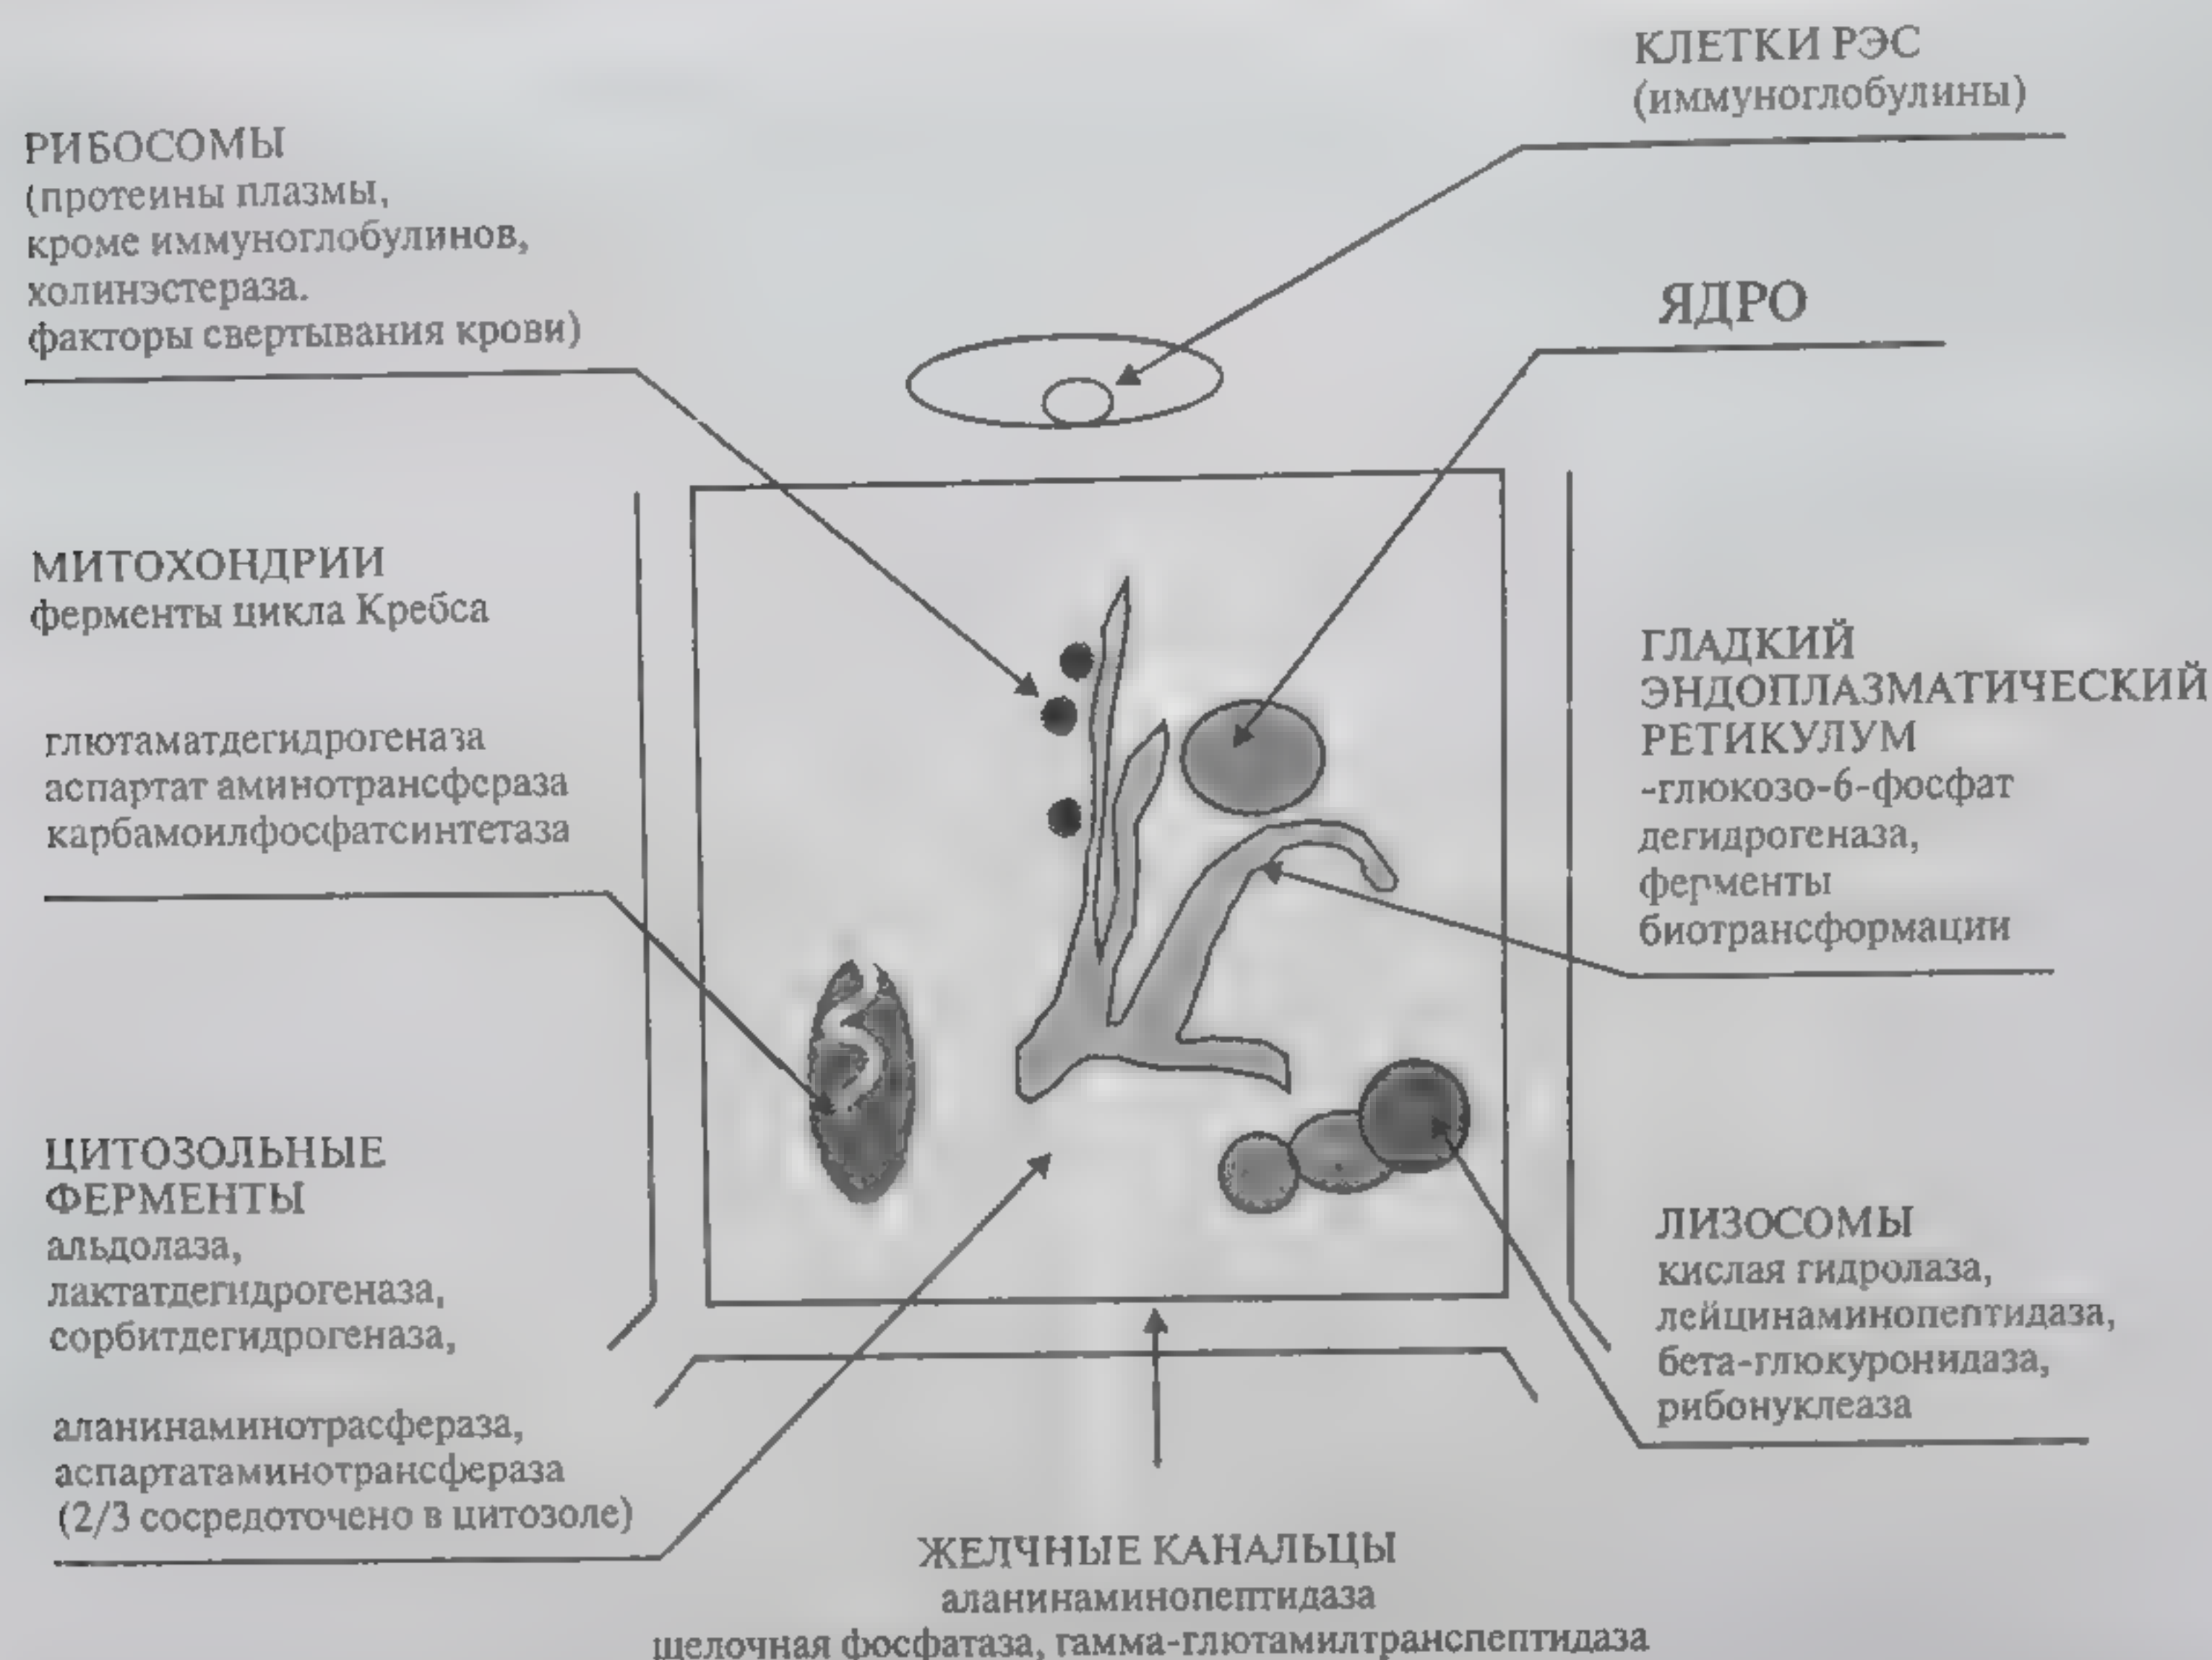 КЛЕТКИ РЭС
(иммуноглобулины)
РИБОСОМЫ
(протеины плазмы,
кроме иммуноглобулинов,
холинэстераза.
факторы свертывания крови)
ЯДРО
МИТОХОНДРИИ
ферменты цикла Кребса
глютаматдегидрогеназа
аспартат аминотрансфераза
карбамоилфосфатсинтетаза
ГЛАДКИЙ
ЭНДОПЛАЗМАТИЧЕСКИЙ
РЕТИКУЛУМ
-глюкозо-6-фосфат
дегидрогеназа,
ферменты
биотрансформации
ЦИТОЗОЛЬНЫЕ
ФЕРМЕНТЫ
альдолаза,
лактатдегидрогеназа,
сорбитдегидрогеназа,
аланинаминотрасфераза,
аспартатаминотрансфераза
(2/3 сосредоточено в цитозоле)
ЛИЗОСОМЫ
кислая гидролаза,
лейцинаминопептидаза,
бета-глюкуронидаза,
рибонуклеаза
ЖЕЛЧНЫЕ КАНАЛЬЦЫ
аланинаминопептидаза
щелочная фосфатаза, гамма-глютамилтранспептидаза